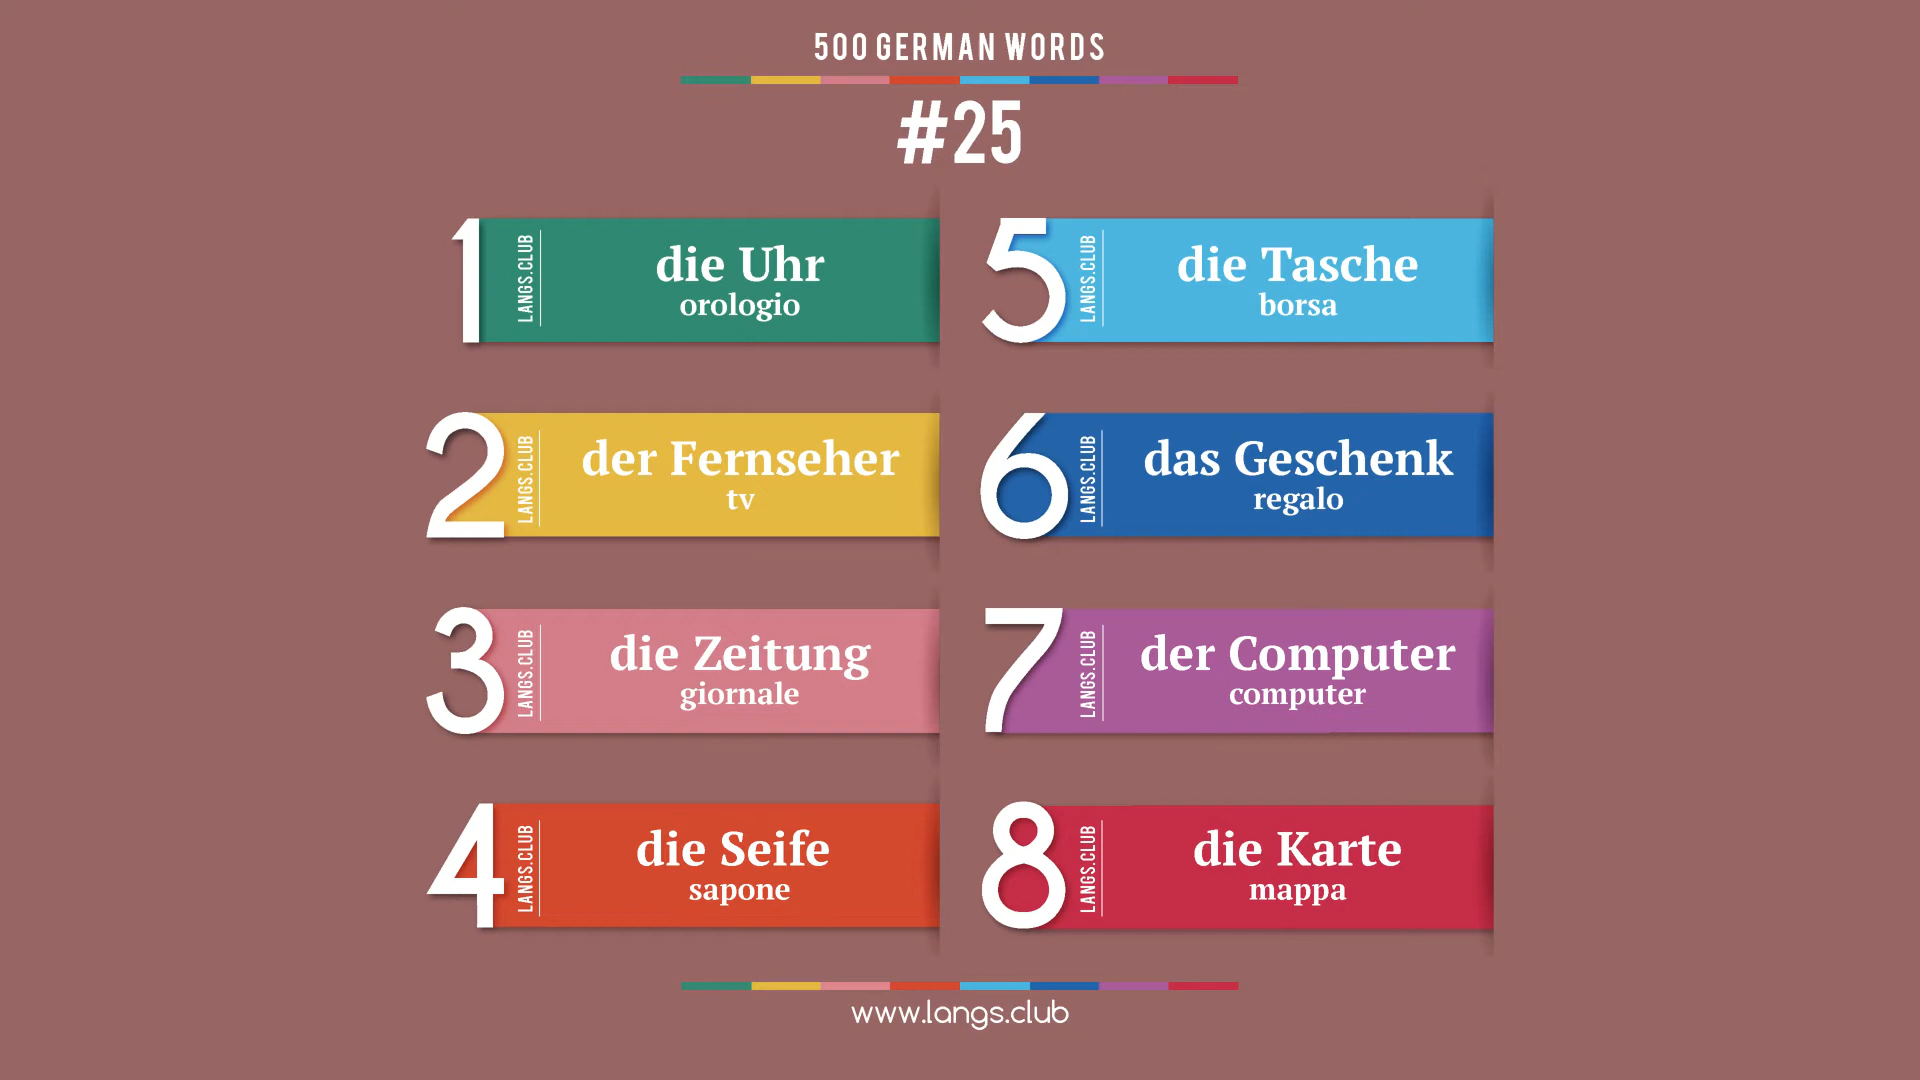 500 GERMAN WORDS
#25
1
LANGS.CLUB
die Uhr
orologio
2
LANGS.CLUB
der Fernseher
tv
3
LANGS.CLUB
die Zeitung
giornale
4
LANGS.CLUB
die Seife
sapone
5
LANGS.CLUB
die Tasche
borsa
6
LANGS.CLUB
das Geschenk
regalo
7
LANGS.CLUB
der Computer
computer
8
LANGS.CLUB
die Karte
mappa
www.langs.club